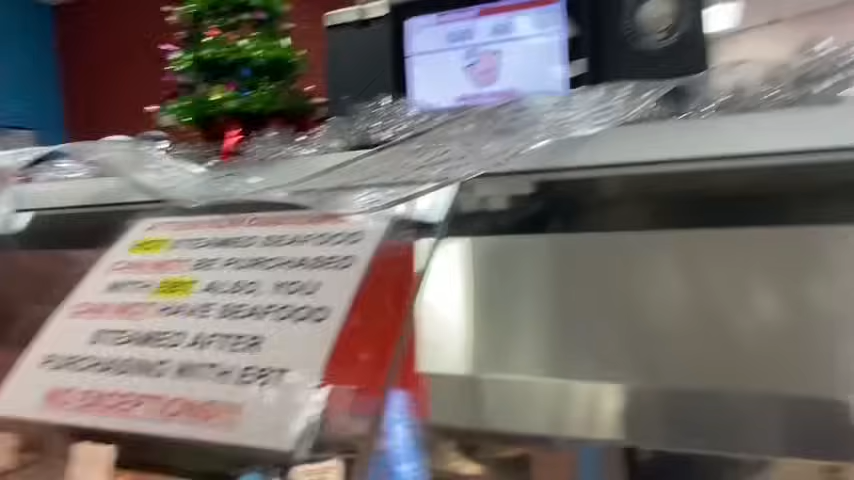 STEAMED SEAFOOD
CANNOT BE PURCHASED
WITH EBT. ALSO, YOU
CANNOT HAVE SEAFOOD
STEAMED AFTER
PURCHASING WITH EBT
NO EXCEPTIONS!!